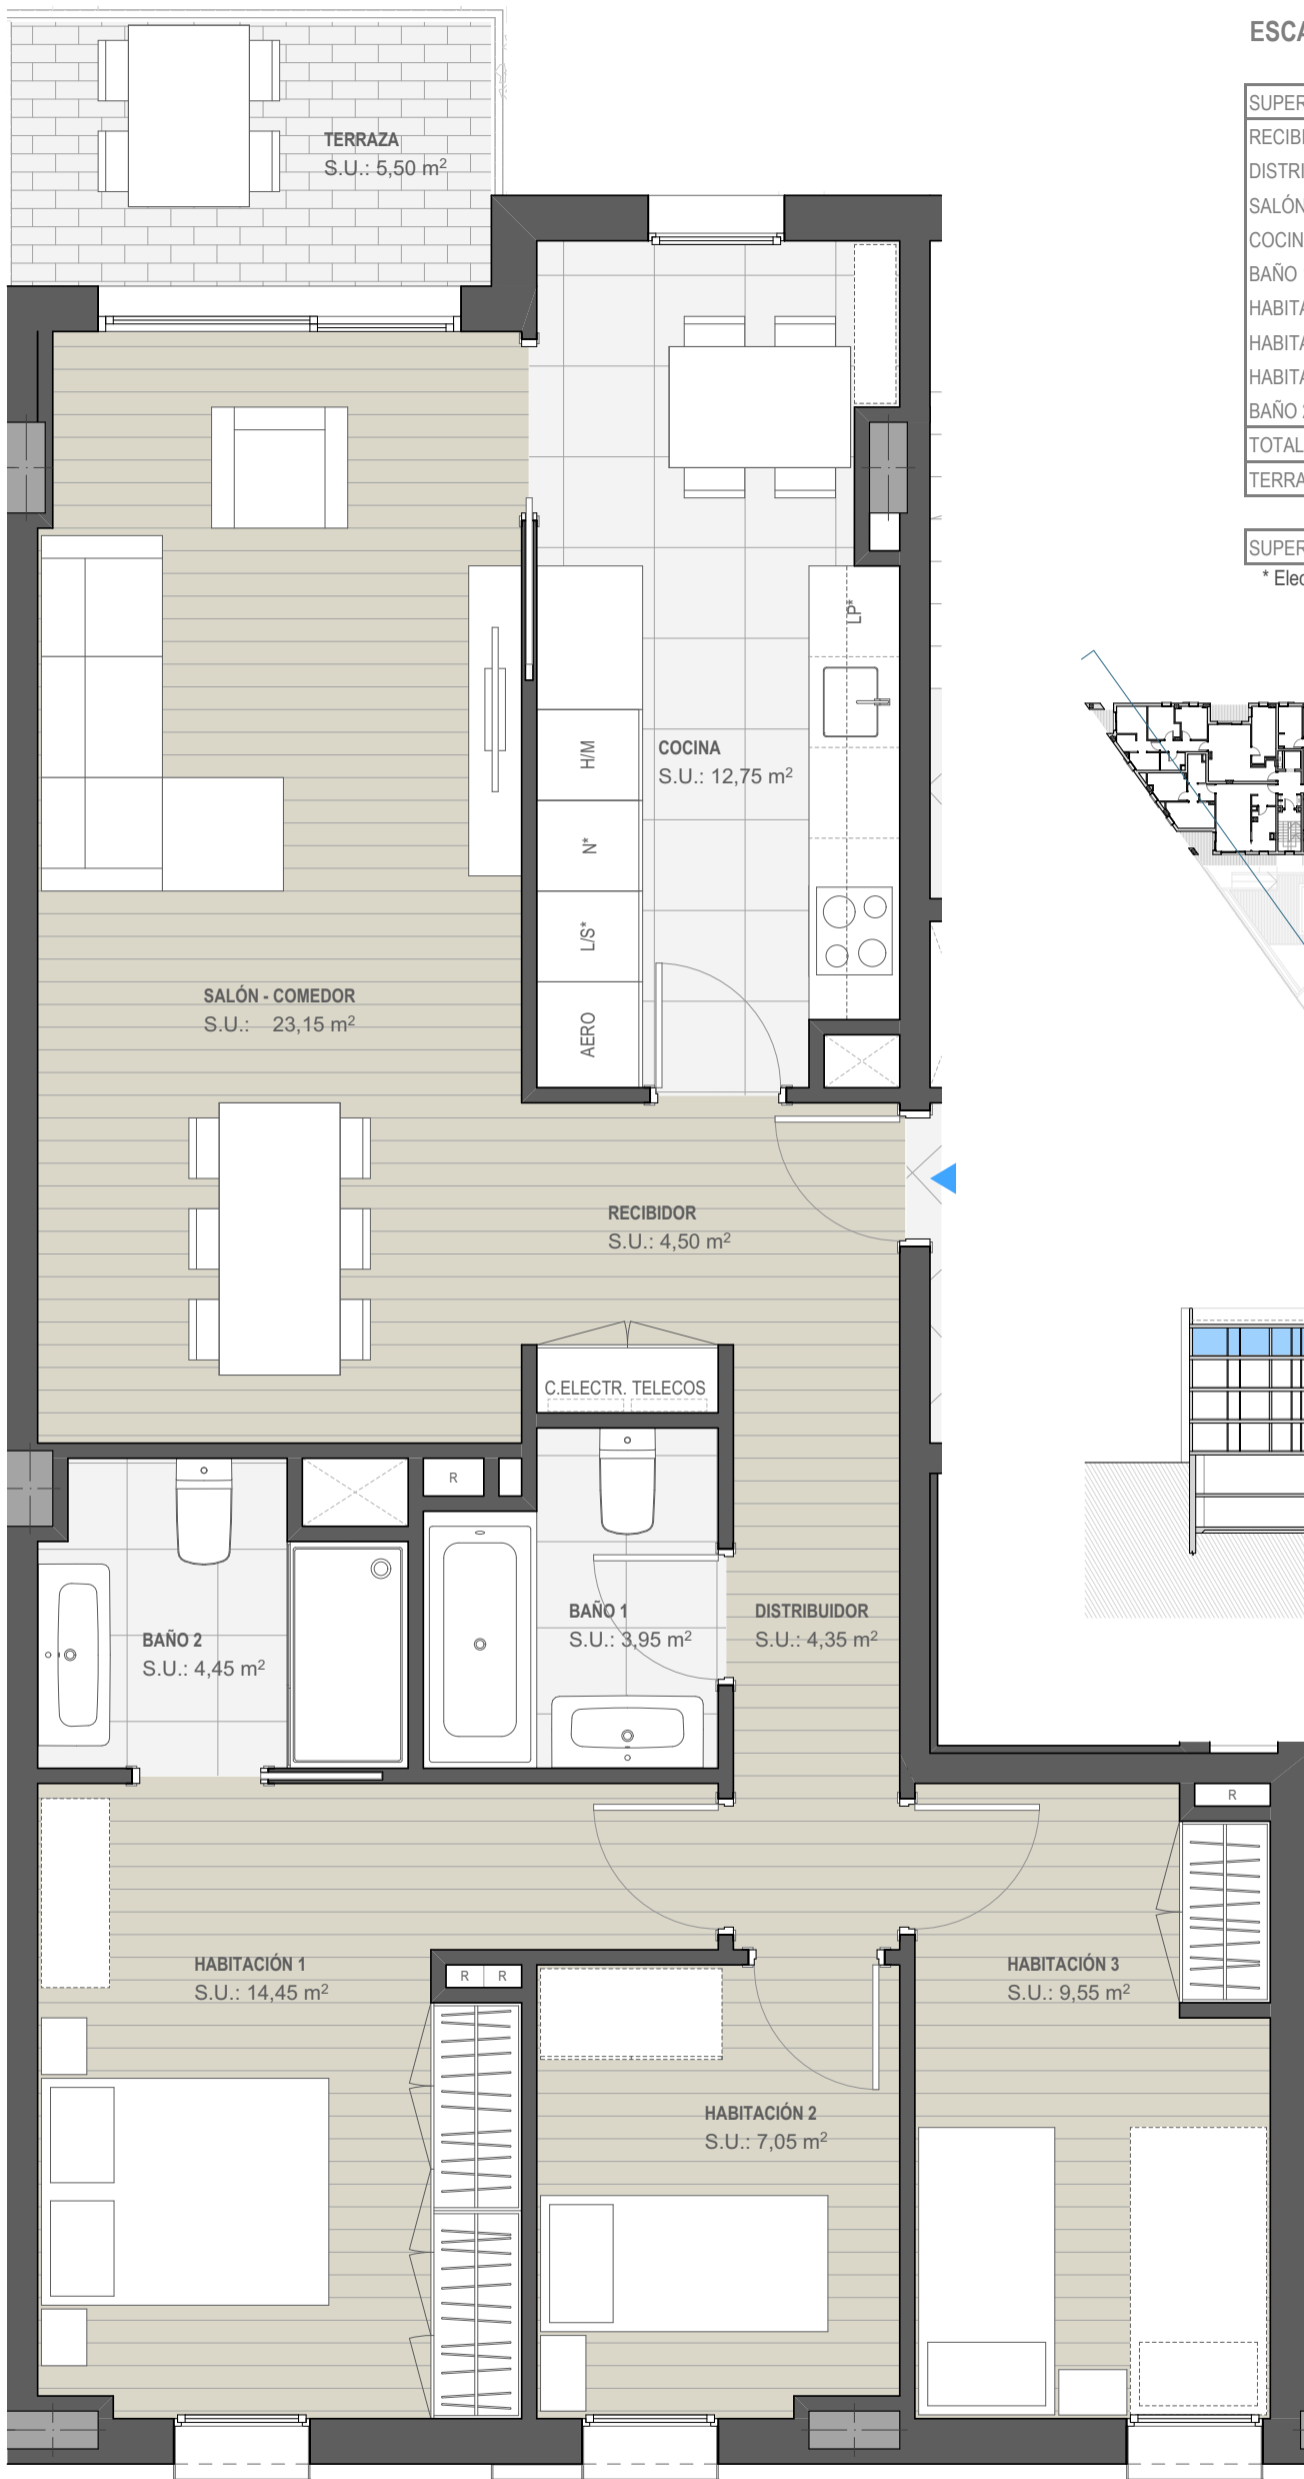 ESCA
SUPER
RECIBI
DISTRI
SALÓN
COCIN
BAÑO
HABITA
HABITA
HABITA
BAÑO 2
TOTAL
TERRA
SUPER
* Elec
TERRAZA
S.U.: 5,50 m²
LP*
H/M
COCINA
S.U.: 12,75 m²
N*
L/S*
AERO
SALÓN - COMEDOR
S.U.: 23,15 m²
RECIBIDOR
S.U.: 4,50 m²
C.ELECTR. TELECOS
R
BAÑO 1
S.U.: 3,95 m²
DISTRIBUIDOR
S.U.: 4,35 m²
BAÑO 2
S.U.: 4,45 m²
R
HABITACIÓN 1
S.U.: 14,45 m²
R R
HABITACIÓN 3
S.U.: 9,55 m²
HABITACIÓN 2
S.U.: 7,05 m²